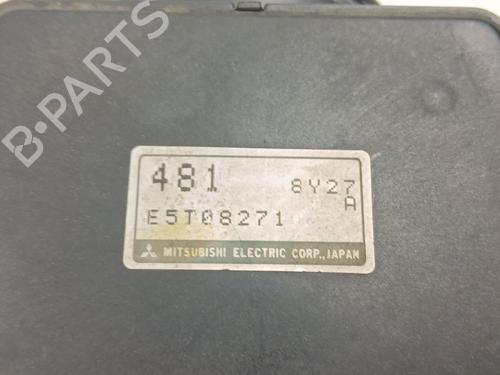 B-PARTS
481 8Y27
A
E5T08271
MITSUBISHI ELECTRIC CORP., JAPAN